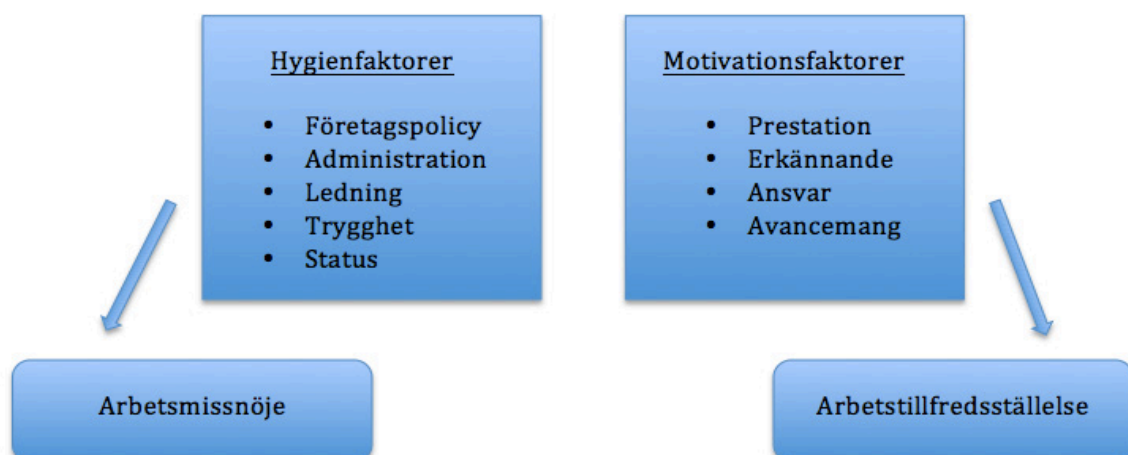 Hygienfaktorer
• Företagspolicy
• Administration
• Ledning
• Trygghet
• Status
Motivationsfaktorer
• Prestation
• Erkännande
• Ansvar
• Avancemang
Arbetsmissnöje
Arbetstillfredsställelse